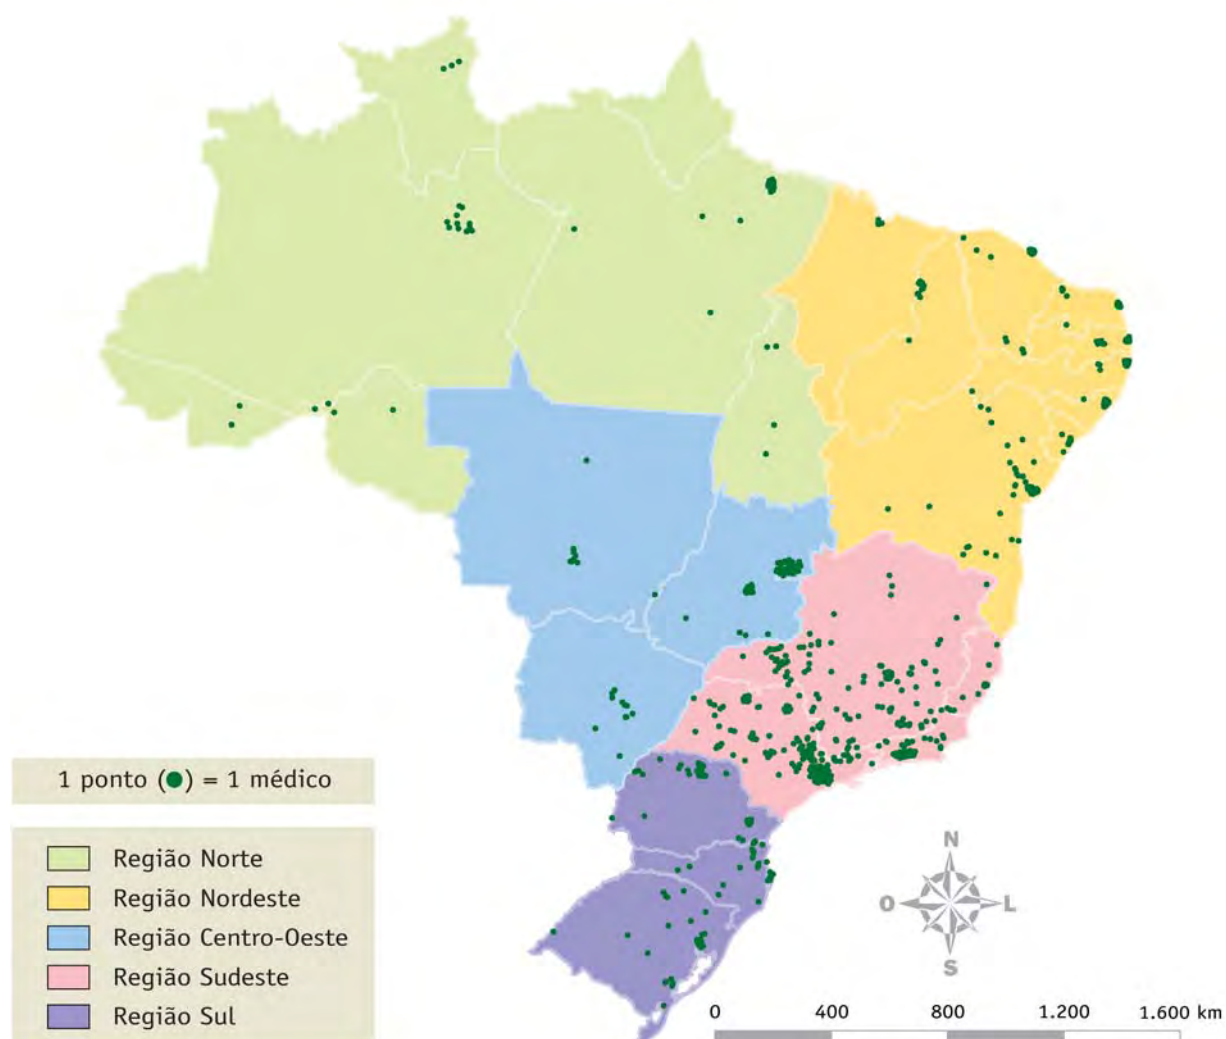 1 ponto (●) = 1 médico
Região Norte
Região Nordeste
Região Centro-Oeste
Região Sudeste
Região Sul
N
O L
S
0 400 800 1.200 1.600 km